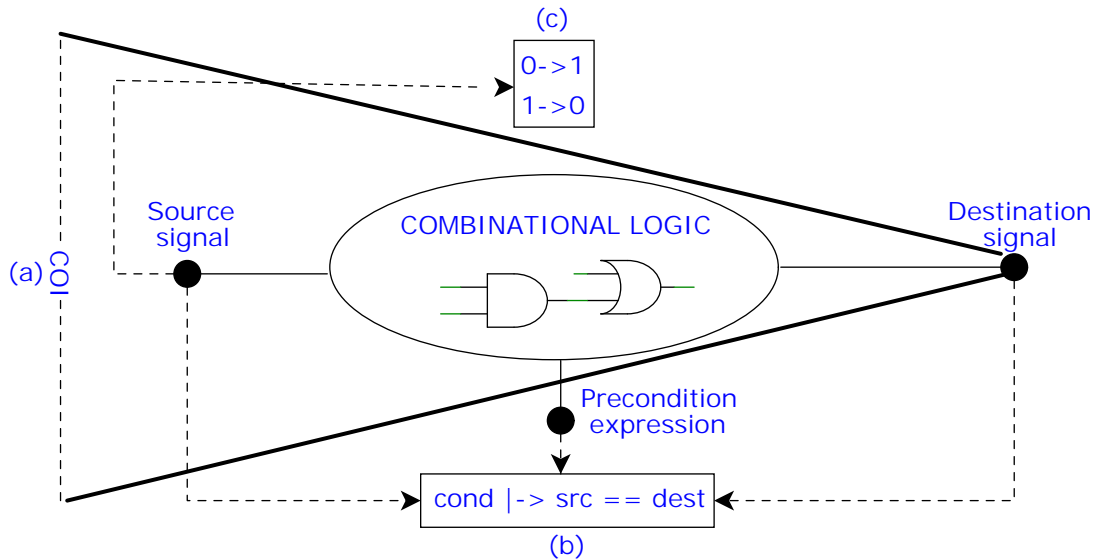 (c)
0->1
1->0
Source
signal
COMBINATIONAL LOGIC
Destination
signal
(a)
COI
Precondition
expression
cond |-> src == dest
(b)